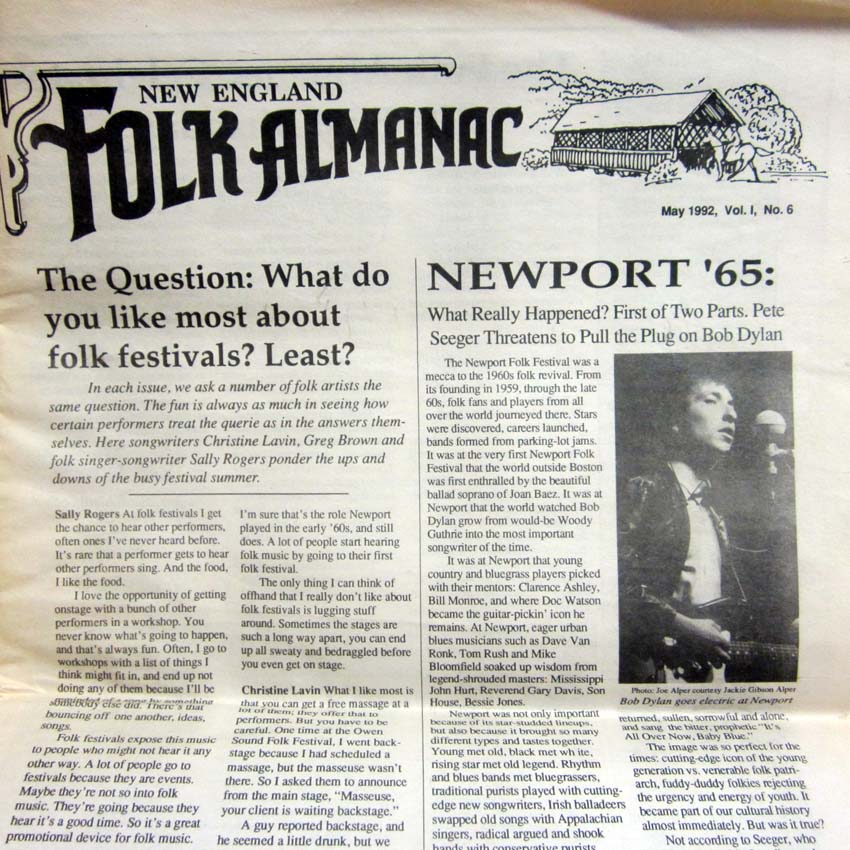 NEW ENGLAND
FOLK ALMANAC
May 1992, Vol. I, No. 6
The Question: What do
you like most about
folk festivals? Least?
In each issue, we ask a number of folk artists the
same question. The fun is always as much in seeing how
certain performers treat the querie as in the answers them-
selves. Here songwriters Christine Lavin, Greg Brown and
folk singer-songwriter Sally Rogers ponder the ups and
downs of the busy festival summer.
Sally Rogers At folk festivals I get
the chance to hear other performers,
often ones I've never heard before.
It's rare that a performer gets to hear
other performers sing. And the food,
I like the food.
I love the opportunity of getting
onstage with a bunch of other
performers in a workshop. You
never know what's going to happen,
and that's always fun. Often, I go to
workshops with a list of things I
think might fit in, and end up not
doing any of them because I'll be
somebody else did. There's that
bouncing off one another, ideas,
songs.
Folk festivals expose this music
to people who might not hear it any
other way. A lot of people go to
festivals because they are events.
Maybe they're not so into folk
music. They're going because they
hear it's a good time. So it's a great
promotional device for folk music.
I'm sure that's the role Newport
played in the early '60s, and still
does. A lot of people start hearing
folk music by going to their first
folk festival.
The only thing I can think of
offhand that I really don't like about
folk festivals is lugging stuff
around. Sometimes the stages are
such a long way apart, you can end
up all sweaty and bedraggled before
you even get on stage.
Christine Lavin What I like most is
that you can get a free massage at a
lot of them; they offer that to
performers. But you have to be
careful. One time at the Owen
Sound Folk Festival, I went back-
stage because I had scheduled a
massage, but the masseuse wasn't
there. So I asked them to announce
from the main stage, "Masseuse,
your client is waiting backstage."
A guy reported backstage, and
he seemed a little drunk, but we
NEWPORT '65:
What Really Happened? First of Two Parts. Pete
Seeger Threatens to Pull the Plug on Bob Dylan
The Newport Folk Festival was a
mecca to the 1960s folk revival. From
its founding in 1959, through the late
60s, folk fans and players from all
over the world journeyed there. Stars
were discovered, careers launched,
bands formed from parking-lot jams.
It was at the very first Newport Folk
Festival that the world outside Boston
was first enthralled by the beautiful
ballad soprano of Joan Baez. It was at
Newport that the world watched Bob
Dylan grow from would-be Woody
Guthrie into the most important
songwriter of the time.
It was at Newport that young
country and bluegrass players picked
with their mentors: Clarence Ashley,
Bill Monroe, and where Doc Watson
became the guitar-pickin' icon he
remains. At Newport, eager urban
blues musicians such as Dave Van
Ronk, Tom Rush and Mike
Bloomfield soaked up wisdom from
legend-shrouded masters: Mississippi
John Hurt, Reverend Gary Davis, Son
House, Bessie Jones.
Newport was not only important
because of its star-studded lineups,
but also because it brought so many
different types and tastes together.
Young met old, black met wh ite,
rising star met old legend. Rhythm
and blues bands met bluegrassers,
traditional purists played with cutting-
edge new songwriters, Irish balladeers
swapped old songs with Appalachian
singers, radical argued and shook
hands with conservative purists
Photo: Joe Alper courtesy Jackie Gibson Alper
Bob Dylan goes electric at Newport
returned, sullen, sorrowful and alone,
and sang the bitter, prophetic "It's
All Over Now, Baby Blue."
The image was so perfect for the
times: cutting-edge icon of the young
generation vs. venerable folk patri-
arch, fuddy-duddy folkies rejecting
the urgency and energy of youth. It
became part of our cultural history
almost immediately. But was it true?
Not according to Seeger, who